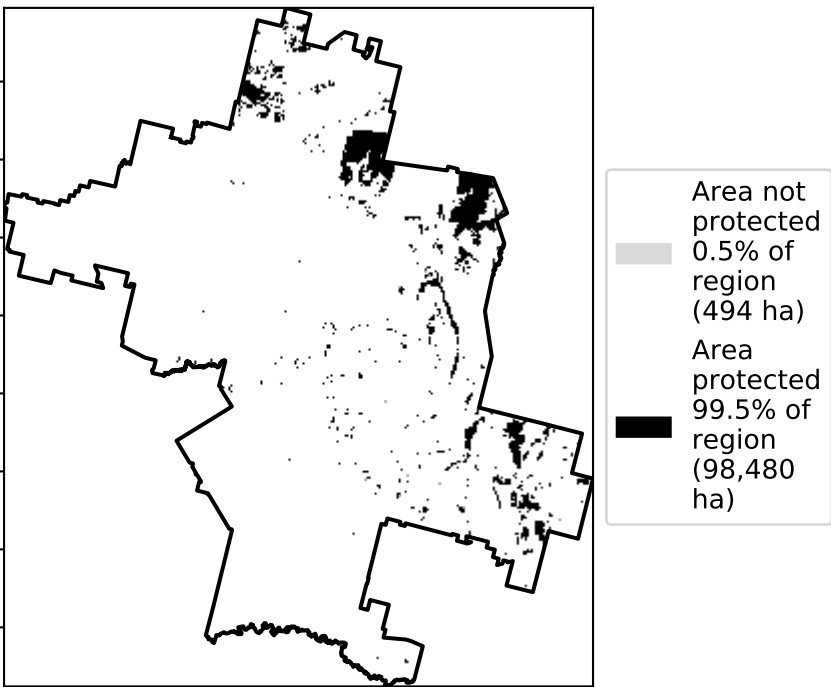 Area not
protected
0.5% of
region
(494 ha)
Area
protected
99.5% of
region
(98,480
ha)